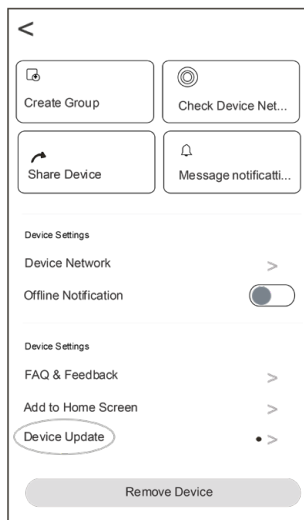 <
Create Group
Check Device Net...
Share Device
Message notificatti...
Device Settings
Device Network >
Offline Notification
Device Settings
FAQ & Feedback >
Add to Home Screen >
Device Update • >
Remove Device